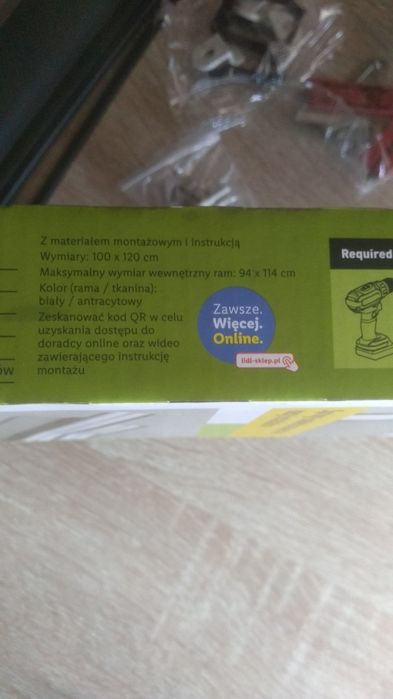 Z materiałem montażowym i instrukcją
Wymiary: 100 x 120 cm
Maksymalny wymiar wewnętrzny ram: 94 x 114 cm
Kolor (rama / tkanina):
biały / antracytowy
Zeskanować kod QR w celu
uzyskania dostępu do
doradcy online oraz wideo
zawierającego instrukcję
montażu
Zawsze.
Więcej.
Online.
lidl-sklep.pl
Required